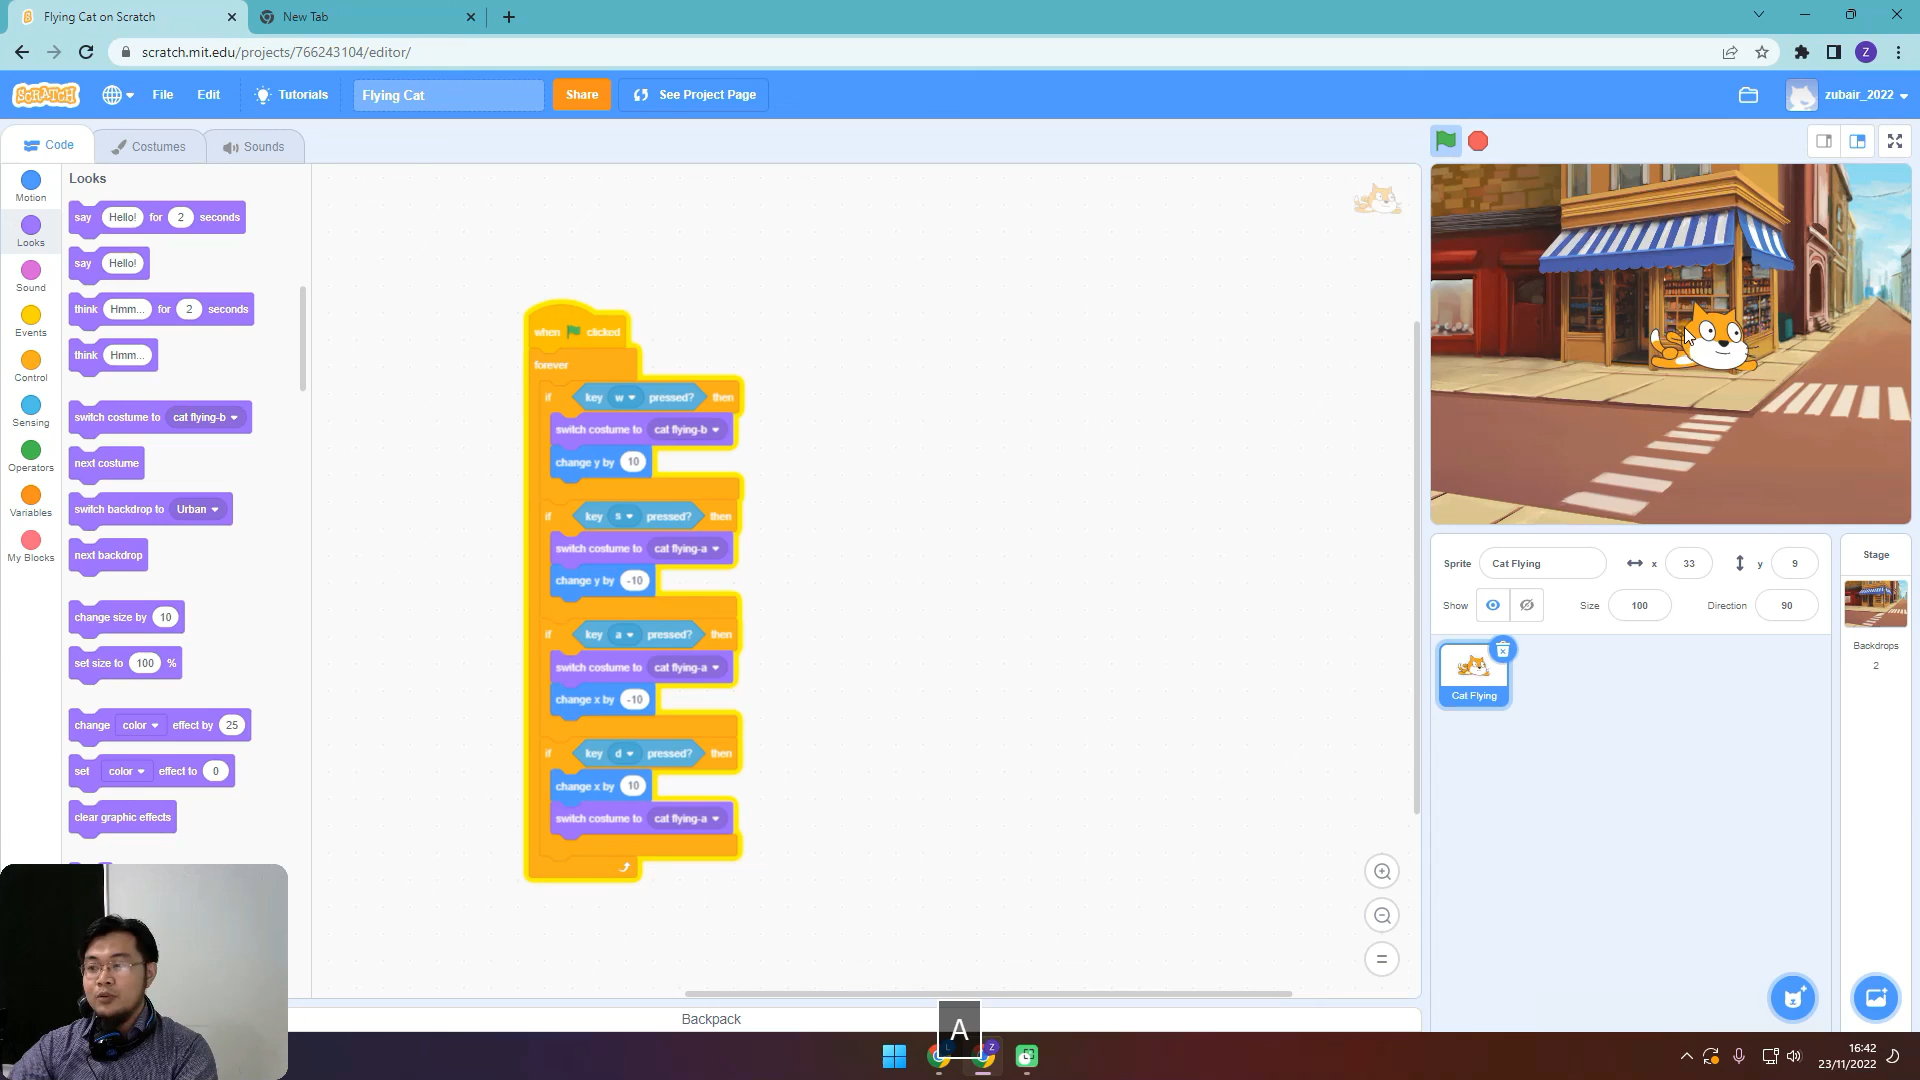 Flying Cat on Scratch
New Tab
scratch.mit.edu/projects/766243104/editor/
Z
SCRATCH
File
Edit
Tutorials
Flying Cat
Share
See Project Page
zubair_2022
Code
Costumes
Sounds
Motion
Looks
Sound
Events
Control
Sensing
Operators
Variables
My Blocks
Looks
say Hello! for 2 seconds
say Hello!
think Hmm... for 2 seconds
think Hmm...
switch costume to cat flying-b
next costume
switch backdrop to Urban
next backdrop
change size by 10
set size to 100 %
change color effect by 25
set color effect to 0
clear graphic effects
when clicked
forever
if key w pressed? then
switch costume to cat flying-b
change y by 10
if key s pressed? then
switch costume to cat flying-a
change y by -10
if key a pressed? then
switch costume to cat flying-a
change x by -10
if key d pressed? then
change x by 10
switch costume to cat flying-a
Sprite Cat Flying x 33 y 9
Show Size 100 Direction 90
Cat Flying
Stage
Backdrops
2
Backpack
A
L
Z
16:42
23/11/2022